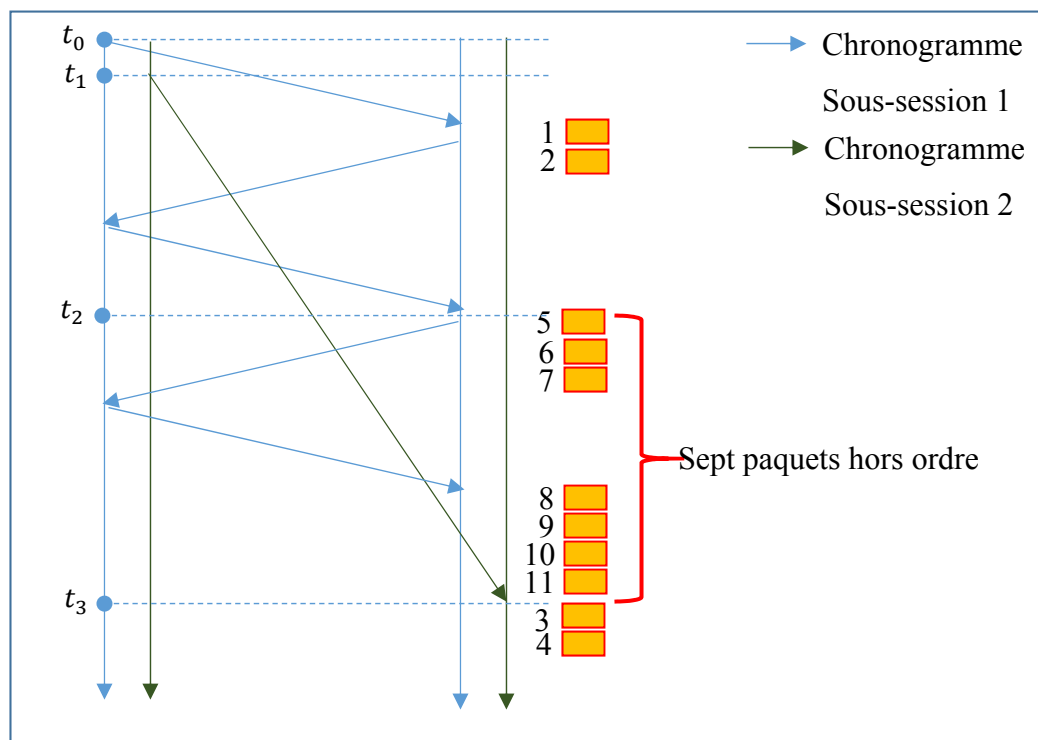 t₀
t₁
Chronogramme
Sous-session 1
Chronogramme
Sous-session 2
1
2
t₂
5
6
7
Sept paquets hors ordre
8
9
10
11
t₃
3
4